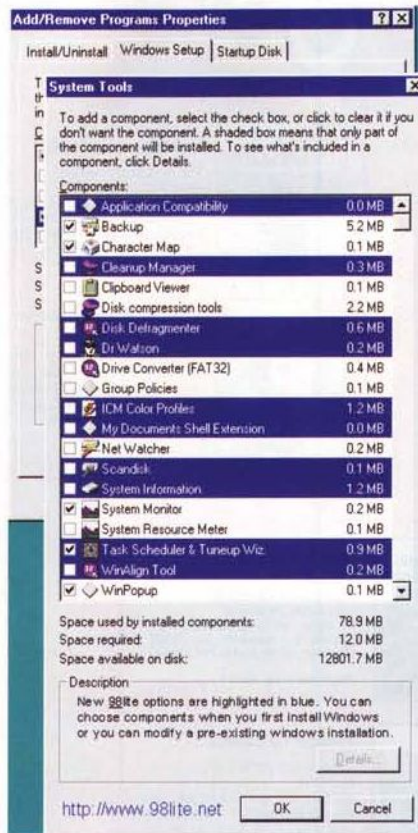 Add/Remove Programs Properties
Install/Uninstall Windows Setup Startup Disk
T
th
in
C
S
S
S
System Tools
To add a component, select the check box, or click to clear it if you
don't want the component. A shaded box means that only part of
the component will be installed. To see what's included in a
component, click Details.
Components:
Application Compatibility 0.0 MB
Backup 5.2 MB
Character Map 0.1 MB
Cleanup Manager 0.3 MB
Clipboard Viewer 0.1 MB
Disk compression tools 2.2 MB
Disk Defragmenter 0.6 MB
Dr Watson 0.2 MB
Drive Converter (FAT32) 0.4 MB
Group Policies 0.1 MB
ICM Color Profiles 1.2 MB
My Documents Shell Extension 0.0 MB
Net Watcher 0.2 MB
Scandisk 0.1 MB
System Information 1.2 MB
System Monitor 0.2 MB
System Resource Meter 0.1 MB
Task Scheduler & Tuneup Wiz. 0.9 MB
WinAlign Tool 0.2 MB
WinPopup 0.1 MB
Space used by installed components: 78.9 MB
Space required: 12.0 MB
Space available on disk: 12801.7 MB
Description
New 98lite options are highlighted in blue. You can
choose components when you first install Windows
or you can modify a pre-existing windows installation.
Details...
http://www.98lite.net OK Cancel